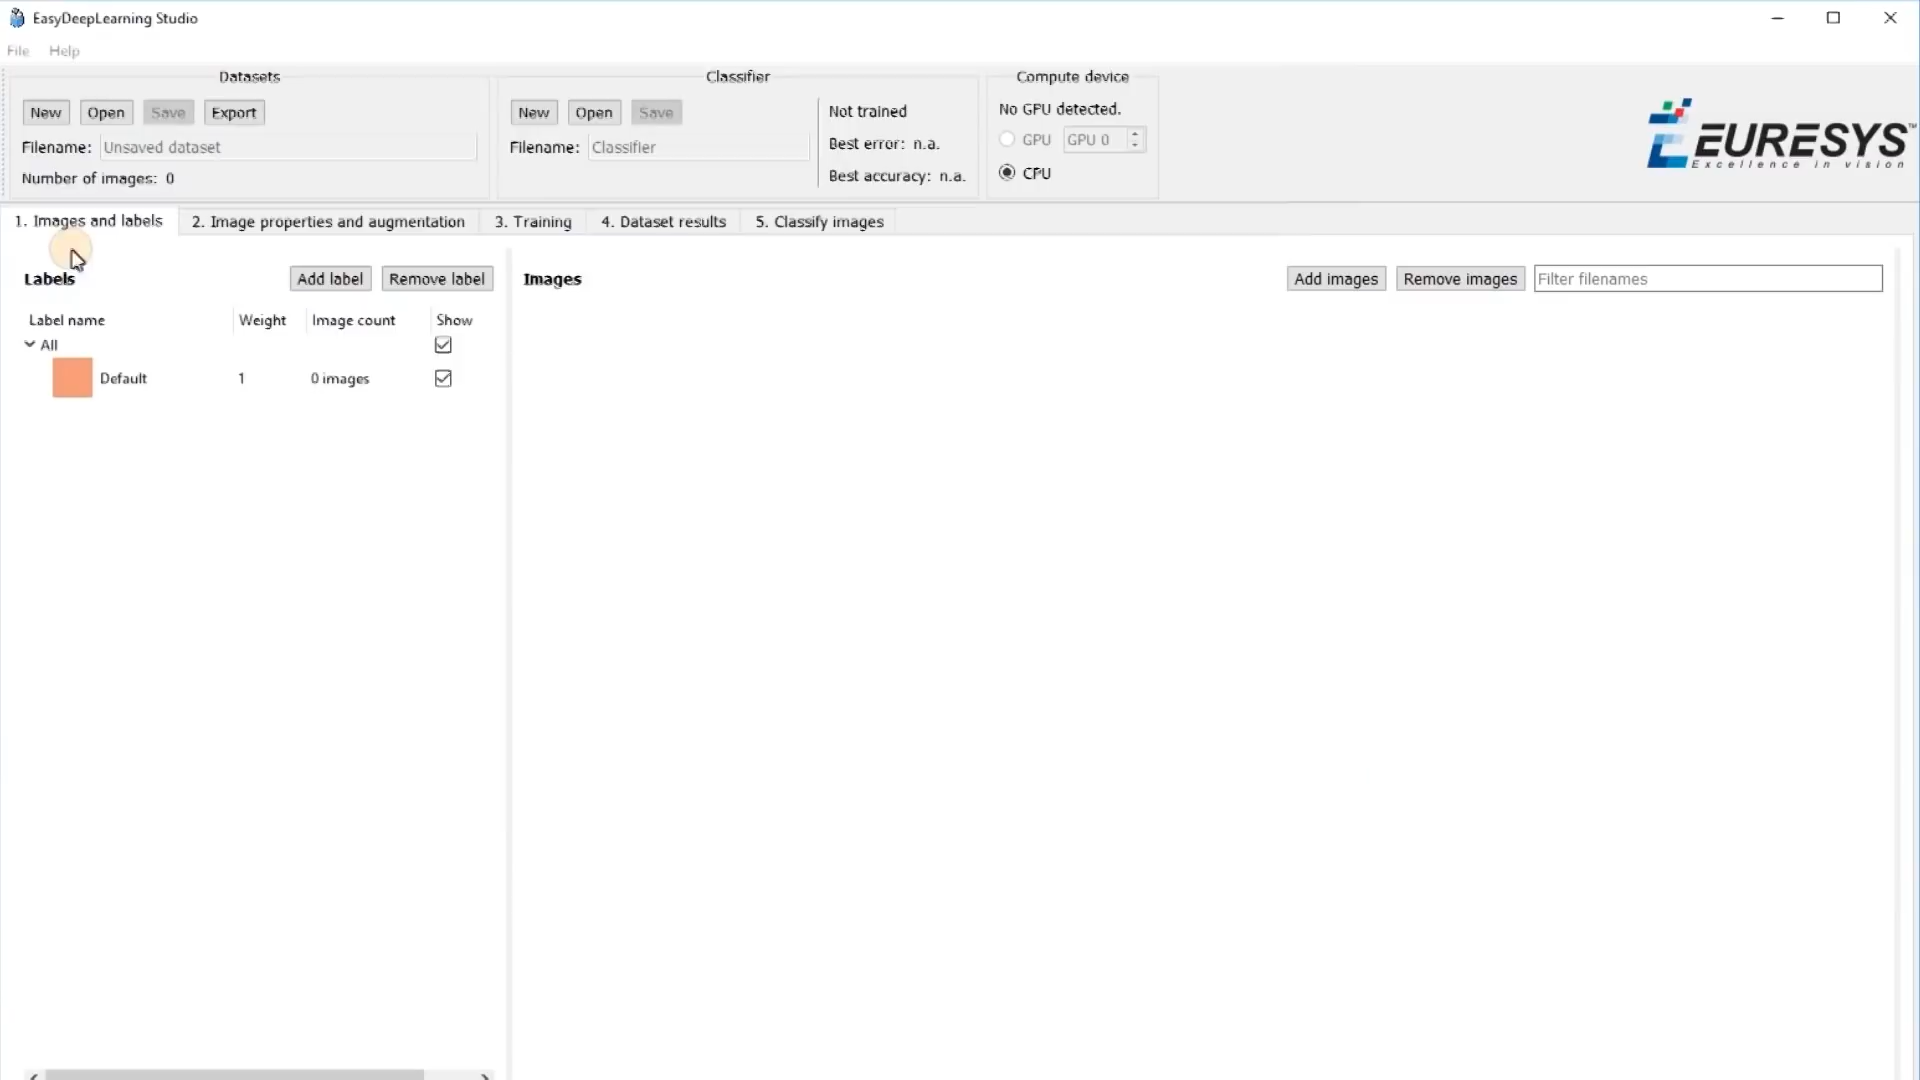 EasyDeepLearning Studio
File Help
Datasets Classifier Compute device
New Open Save Export New Open Save Not trained No GPU detected.
GPU GPU 0
Filename: Unsaved dataset Filename: Classifier Best error: n.a.
Number of images: 0 Best accuracy: n.a. CPU
EURESYS™
Excellence in vision
1. Images and labels 2. Image properties and augmentation 3. Training 4. Dataset results 5. Classify images
Labels Add label Remove label Images Add images Remove images Filter filenames
Label name Weight Image count Show
All
Default 1 0 images